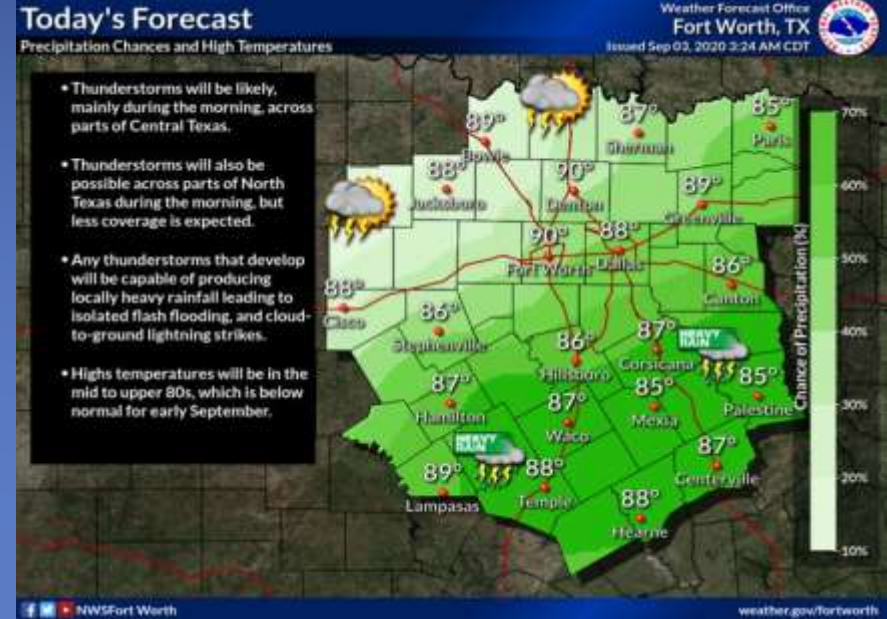 Today's Forecast
Precipitation Chances and High Temperatures
Weather Forecast Office
Fort Worth, TX
Issued Sep 03, 2020 3:24 AM CDT
• Thunderstorms will be likely,
mainly during the morning, across
parts of Central Texas.
• Thunderstorms will also be
possible across parts of North
Texas during the morning, but
less coverage is expected.
• Any thunderstorms that develop
will be capable of producing
locally heavy rainfall leading to
isolated flash flooding, and cloud-
to-ground lightning strikes.
• Highs temperatures will be in the
mid to upper 80s, which is below
normal for early September.
89°
Bowie
87°
Sherman
85°
Paris
88°
Jacksboro
90°
Denton
89°
Greenville
90°
Fort Worth
88°
Dallas
86°
Canton
88°
Cisco
86°
Stephenville
86°
Hillsboro
87°
Corsicana
HEAVY
RAIN
85°
Palestine
87°
Hamilton
87°
Waco
85°
Mexia
HEAVY
RAIN
89°
Lampasas
88°
Temple
87°
Centerville
88°
Hearne
70%
60%
50%
40%
30%
20%
10%
Chance of Precipitation (%)
NWSFort Worth
weather.gov/fortworth